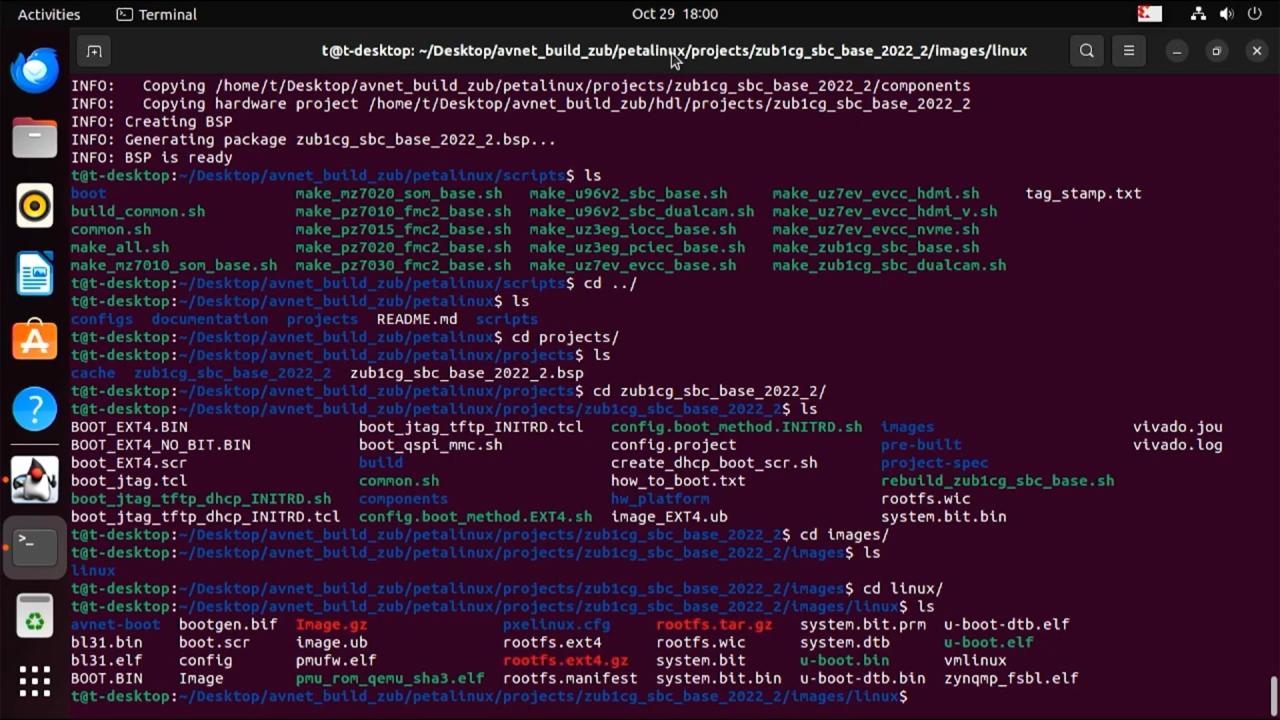 Activities Terminal Oct 29 18:00
t@t-desktop: ~/Desktop/avnet_build_zub/petalinux/projects/zub1cg_sbc_base_2022_2/images/linux
INFO: Copying /home/t/Desktop/avnet_build_zub/petalinux/projects/zub1cg_sbc_base_2022_2/components
INFO: Copying hardware project /home/t/Desktop/avnet_build_zub/hdl/projects/zub1cg_sbc_base_2022_2
INFO: Creating BSP
INFO: Generating package zub1cg_sbc_base_2022_2.bsp...
INFO: BSP is ready
t@t-desktop:~/Desktop/avnet_build_zub/petalinux/scripts$ ls
boot make_mz7020_som_base.sh make_u96v2_sbc_base.sh make_uz7ev_evcc_hdmi.sh tag_stamp.txt
build_common.sh make_pz7010_fmc2_base.sh make_u96v2_sbc_dualcam.sh make_uz7ev_evcc_hdmi_v.sh
common.sh make_pz7015_fmc2_base.sh make_uz3eg_iocc_base.sh make_uz7ev_evcc_nvme.sh
make_all.sh make_pz7020_fmc2_base.sh make_uz3eg_pciec_base.sh make_zub1cg_sbc_base.sh
make_mz7010_som_base.sh make_pz7030_fmc2_base.sh make_uz7ev_evcc_base.sh make_zub1cg_sbc_dualcam.sh
t@t-desktop:~/Desktop/avnet_build_zub/petalinux/scripts$ cd ../
t@t-desktop:~/Desktop/avnet_build_zub/petalinux$ ls
configs documentation projects README.md scripts
t@t-desktop:~/Desktop/avnet_build_zub/petalinux$ cd projects/
t@t-desktop:~/Desktop/avnet_build_zub/petalinux/projects$ ls
cache zub1cg_sbc_base_2022_2 zub1cg_sbc_base_2022_2.bsp
t@t-desktop:~/Desktop/avnet_build_zub/petalinux/projects$ cd zub1cg_sbc_base_2022_2/
t@t-desktop:~/Desktop/avnet_build_zub/petalinux/projects/zub1cg_sbc_base_2022_2$ ls
BOOT_EXT4.BIN boot_jtag_tftp_INITRD.tcl config.boot_method.INITRD.sh images vivado.jou
BOOT_EXT4_NO_BIT.BIN boot_qspi_mmc.sh config.project pre-built vivado.log
boot_EXT4.scr build create_dhcp_boot_scr.sh project-spec
boot_jtag.tcl common.sh how_to_boot.txt rebuild_zub1cg_sbc_base.sh
boot_jtag_tftp_dhcp_INITRD.sh components hw_platform rootfs.wic
boot_jtag_tftp_dhcp_INITRD.tcl config.boot_method.EXT4.sh image_EXT4.ub system.bit.bin
t@t-desktop:~/Desktop/avnet_build_zub/petalinux/projects/zub1cg_sbc_base_2022_2$ cd images/
t@t-desktop:~/Desktop/avnet_build_zub/petalinux/projects/zub1cg_sbc_base_2022_2/images$ ls
linux
t@t-desktop:~/Desktop/avnet_build_zub/petalinux/projects/zub1cg_sbc_base_2022_2/images$ cd linux/
t@t-desktop:~/Desktop/avnet_build_zub/petalinux/projects/zub1cg_sbc_base_2022_2/images/linux$ ls
avnet-boot bootgen.bif Image.gz pxelinux.cfg rootfs.tar.gz system.bit.prm u-boot-dtb.elf
bl31.bin boot.scr image.ub rootfs.ext4 rootfs.wic system.dtb u-boot.elf
bl31.elf config pmufw.elf rootfs.ext4.gz system.bit u-boot.bin vmlinux
BOOT.BIN Image pmu_rom_qemu_sha3.elf rootfs.manifest system.bit.bin u-boot-dtb.bin zynqmp_fsbl.elf
t@t-desktop:~/Desktop/avnet_build_zub/petalinux/projects/zub1cg_sbc_base_2022_2/images/linux$